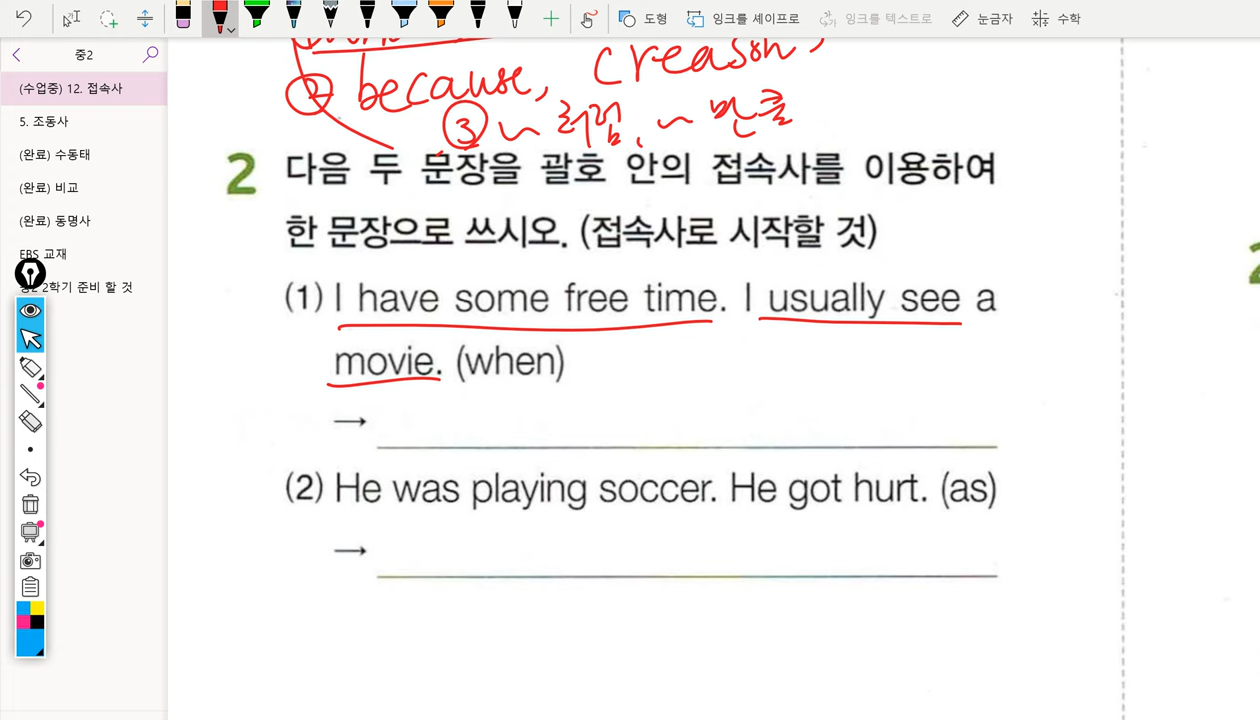 도형 잉크를 셰이프로 잉크를 텍스트로 눈금자 수학
중2
(수업중) 12. 접속사
5. 조동사
(완료) 수동태
(완료) 비교
(완료) 동명사
EBS 교재
2학기 준비 할 것
② because, (reason,
③ ~처럼, ~만큼
2 다음 두 문장을 괄호 안의 접속사를 이용하여
한 문장으로 쓰시오. (접속사로 시작할 것)
(1) I have some free time. I usually see a
movie. (when)
→
(2) He was playing soccer. He got hurt. (as)
→